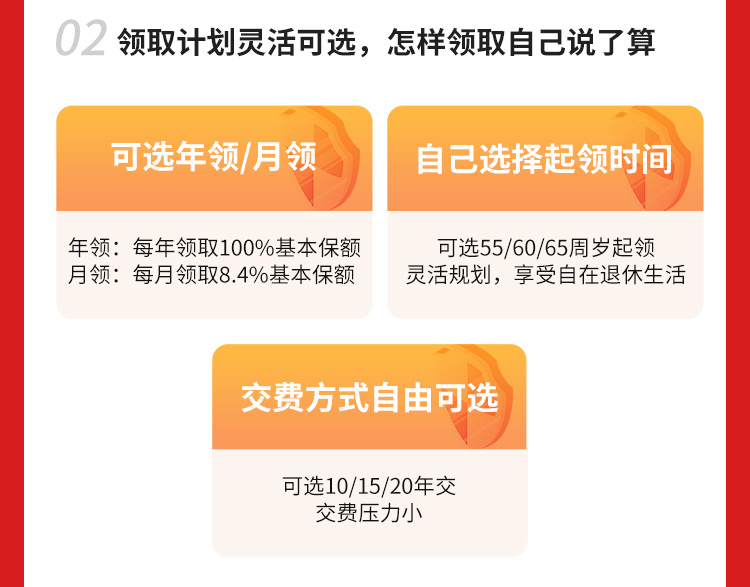 02 领取计划灵活可选，怎样领取自己说了算
可选年领/月领
年领：每年领取100%基本保额
月领：每月领取8.4%基本保额
自己选择起领时间
可选55/60/65周岁起领
灵活规划，享受自在退休生活
交费方式自由可选
可选10/15/20年交
交费压力小